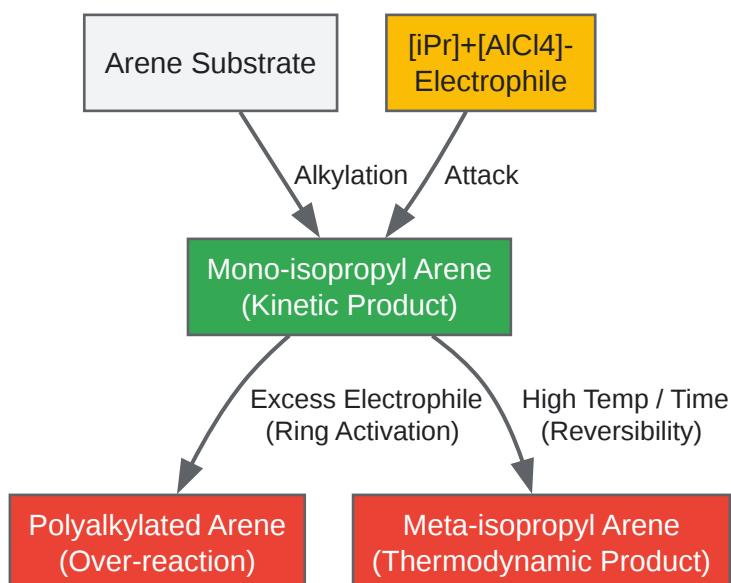 Arene Substrate
[iPr]+[AlCl4]-
Electrophile
Alkylation
Attack
Mono-isopropyl Arene
(Kinetic Product)
Excess Electrophile
(Ring Activation)
High Temp / Time
(Reversibility)
Polyalkylated Arene
(Over-reaction)
Meta-isopropyl Arene
(Thermodynamic Product)